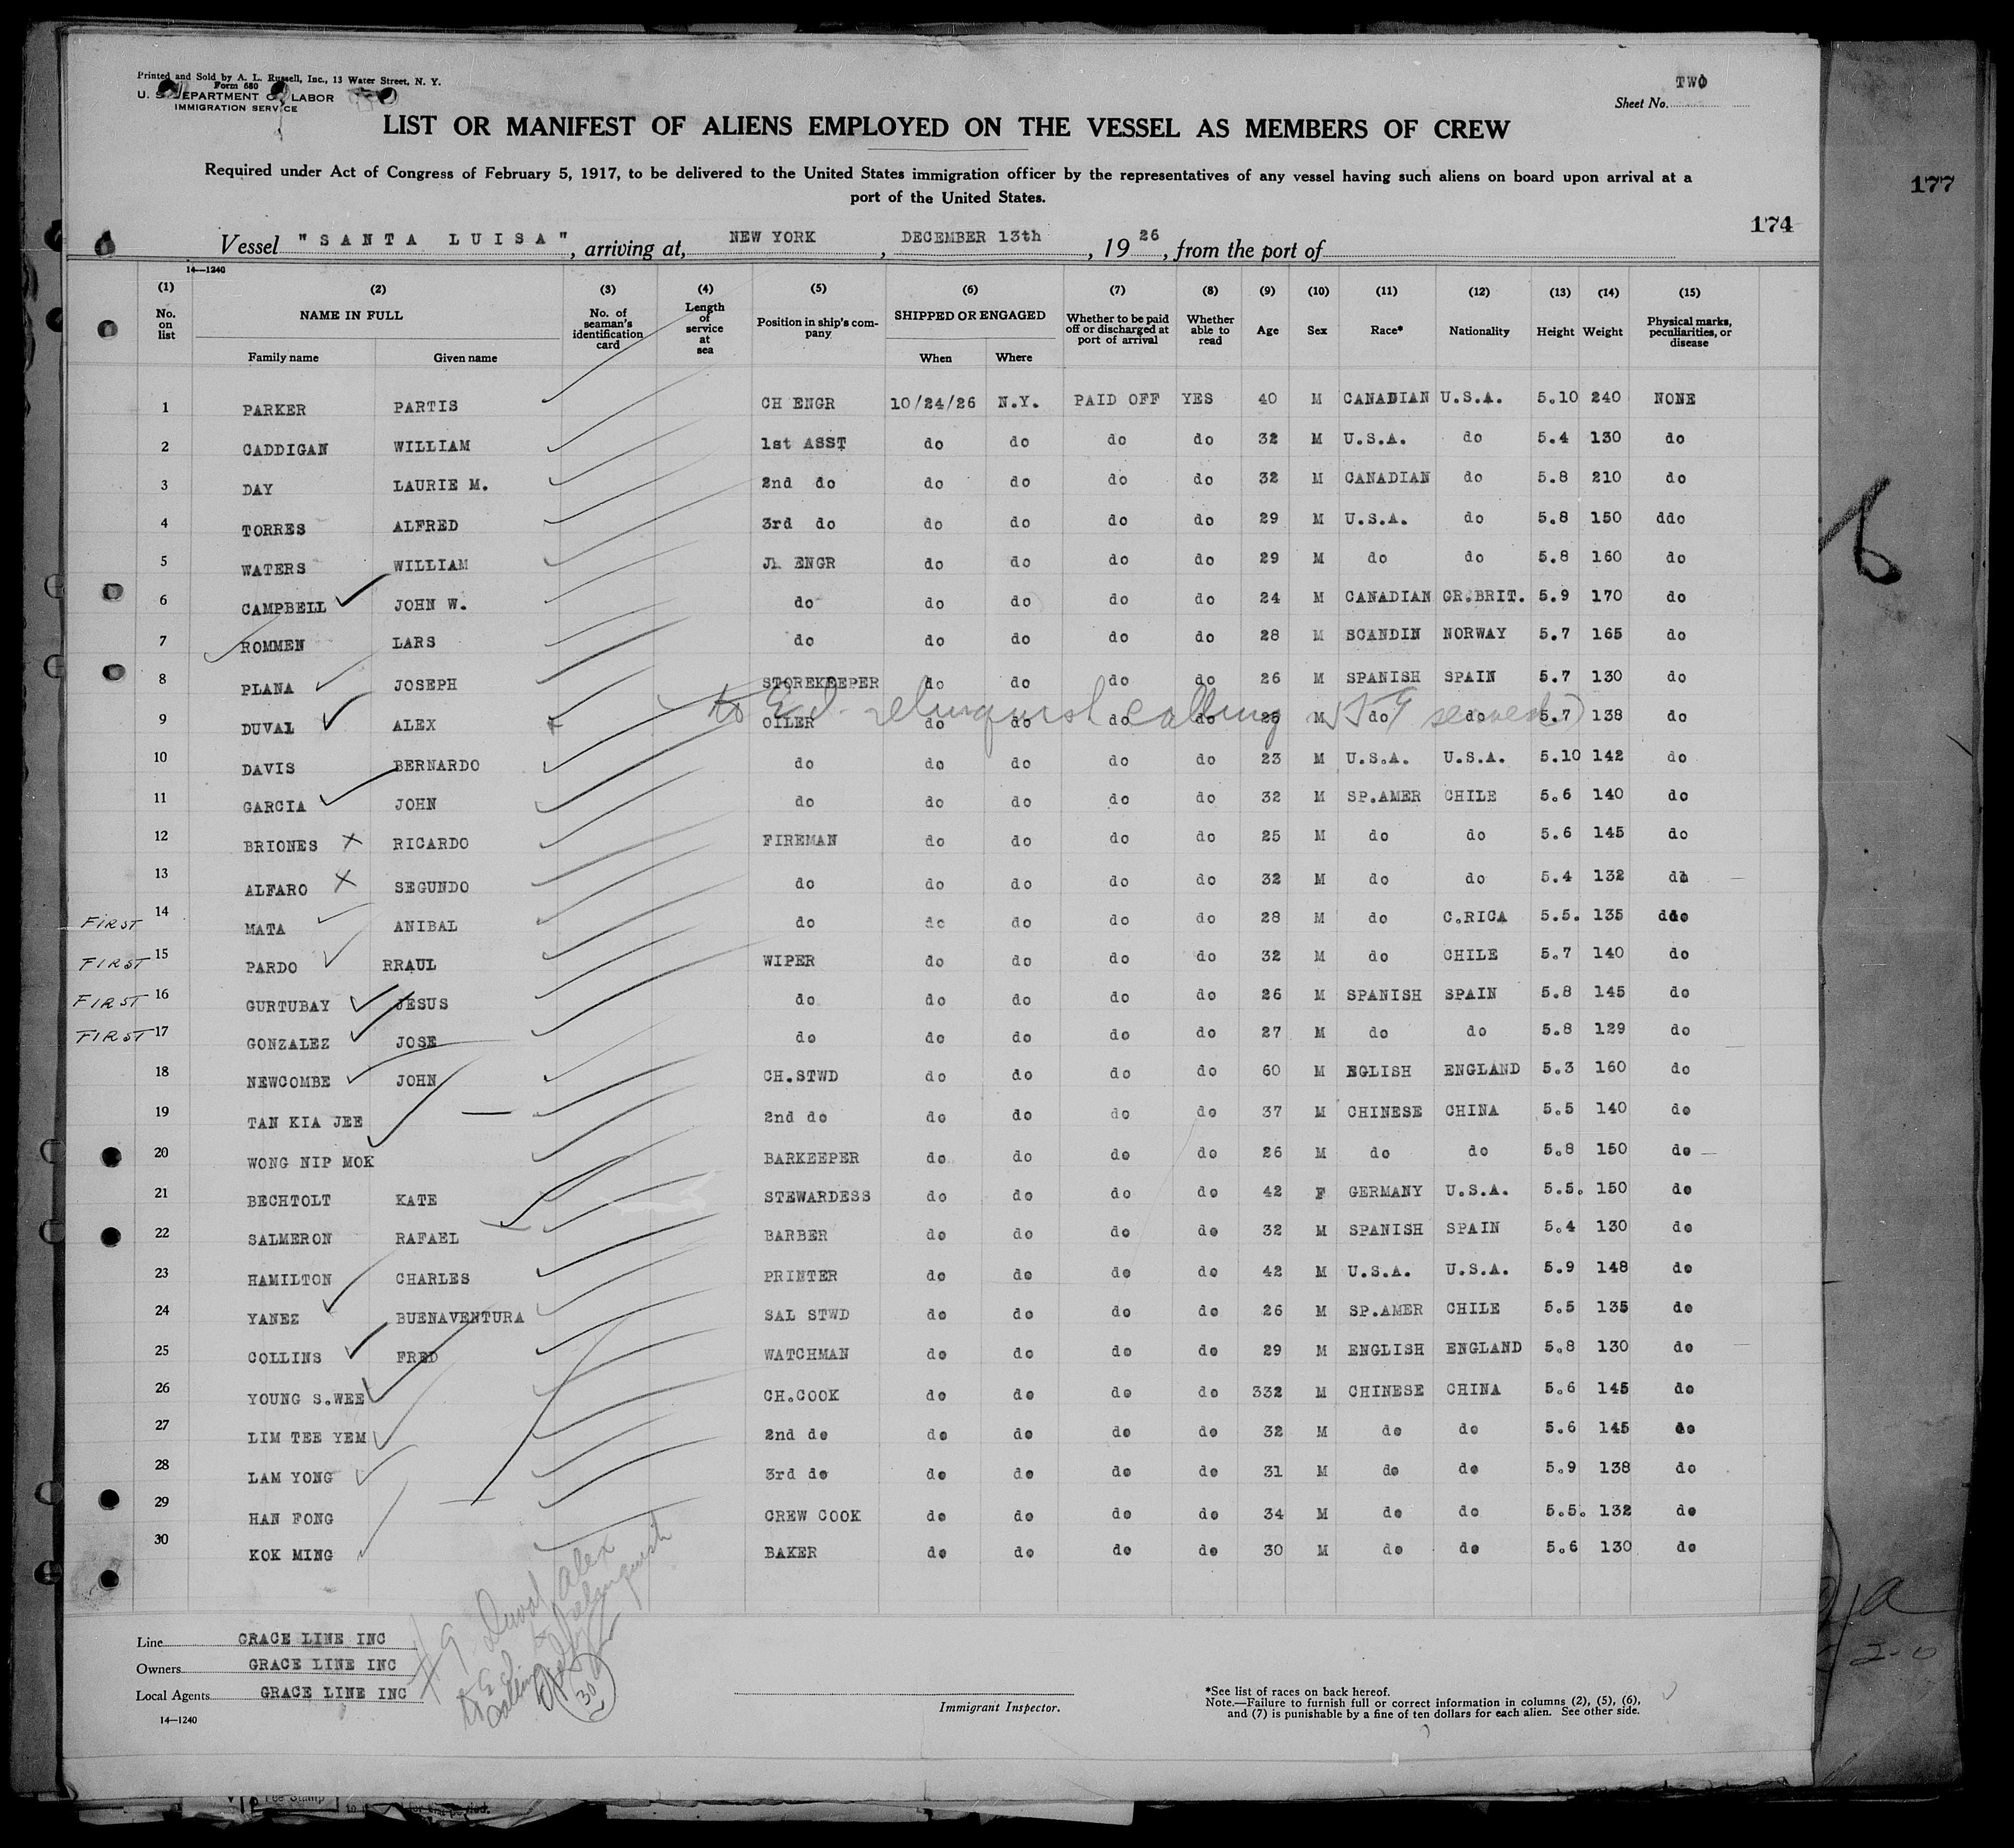 Printed and Sold by A. L. Russell, Inc., 13 Water Street, N. Y.
Form 680
U. S. DEPARTMENT OF LABOR
IMMIGRATION SERVICE
TWO
Sheet No.
LIST OR MANIFEST OF ALIENS EMPLOYED ON THE VESSEL AS MEMBERS OF CREW
Required under Act of Congress of February 5, 1917, to be delivered to the United States immigration officer by the representatives of any vessel having such aliens on board upon arrival at a
port of the United States.
177
174
Vessel "SANTA LUISA", arriving at, NEW YORK, DECEMBER 13th, 1926, from the port of
14—1240
(1) (2) (3) (4) (5) (6) (7) (8) (9) (10) (11) (12) (13) (14) (15)
No. on list NAME IN FULL Family name Given name No. of seaman's identification card Length of service at sea Position in ship's company SHIPPED OR ENGAGED When Where Whether to be paid off or discharged at port of arrival Whether able to read Age Sex Race* Nationality Height Weight Physical marks, peculiarities, or disease
1 PARKER PARTIS CH ENGR 10/24/26 N.Y. PAID OFF YES 40 M CANADIAN U.S.A. 5.10 240 NONE
2 CADDIGAN WILLIAM 1st ASST do do do do 32 M U.S.A. do 5.4 130 do
3 DAY LAURIE M. 2nd do do do do do 32 M CANADIAN do 5.8 210 do
4 TORRES ALFRED 3rd do do do do do 29 M U.S.A. do 5.8 150 ddo
5 WATERS WILLIAM ENGR do do do do 29 M do do 5.8 160 do
6 CAMPBELL JOHN W. do do do do do 24 M CANADIAN GR.BRIT. 5.9 170 do
7 ROMMEN LARS do do do do do 28 M SCANDIN NORWAY 5.7 165 do
8 PLANA JOSEPH STOREKEEPER do do do do 26 M SPANISH SPAIN 5.7 130 do
to E.I. relinquish calling
9 DUVAL ALEX OILER do do do do 25 M do do 5.7 138 do
10 DAVIS BERNARDO do do do do do 23 M U.S.A. U.S.A. 5.10 142 do
11 GARCIA JOHN do do do do do 32 M SP.AMER CHILE 5.6 140 do
12 BRIONES X RICARDO FIREMAN do do do do 25 M do do 5.6 145 do
13 ALFARO X SEGUNDO do do do do do 32 M do do 5.4 132 do
FIRST 14 MATA ANIBAL do do do do do 28 M do C.RICA 5.5. 135 ddo
FIRST 15 PARDO RRAUL WIPER do do do do 32 M do CHILE 5.7 140 do
FIRST 16 GURTUBAY JESUS do do do do do 26 M SPANISH SPAIN 5.8 145 do
FIRST 17 GONZALEZ JOSE do do do do do 27 M do do 5.8 129 do
18 NEWCOMBE JOHN CH.STWD do do do do 60 M EGLISH ENGLAND 5.3 160 do
19 TAN KIA JEE 2nd do do do do do 37 M CHINESE CHINA 5.5 140 do
20 WONG NIP MOK BARKEEPER do do do do 26 M do do 5.8 150 do
21 BECHTOLT KATE STEWARDESS do do do do 42 F GERMANY U.S.A. 5.5. 150 do
22 SALMERON RAFAEL BARBER do do do do 32 M SPANISH SPAIN 5.4 130 do
23 HAMILTON CHARLES PRINTER do do do do 42 M U.S.A. U.S.A. 5.9 148 do
24 YANEZ BUENAVENTURA SAL STWD do do do do 26 M SP.AMER CHILE 5.5 135 do
25 COLLINS FRED WATCHMAN do do do do 29 M ENGLISH ENGLAND 5.8 130 do
26 YOUNG S.WEE CH.COOK do do do do 332 M CHINESE CHINA 5.6 145 do
27 LIM TEE YEM 2nd do do do do do 32 M do do 5.6 145 do
28 LAM YONG 3rd do do do do do 31 M do do 5.9 138 do
29 HAN FONG CREW COOK do do do do 34 M do do 5.5. 132 do
30 KOK MING BAKER do do do do 30 M do do 5.6 130 do
#9 Duval Alex
to E.I. relinquish
calling
30
Line GRACE LINE INC
Owners GRACE LINE INC
Local Agents GRACE LINE INC
14—1240
Immigrant Inspector.
*See list of races on back hereof.
Note.—Failure to furnish full or correct information in columns (2), (5), (6),
and (7) is punishable by a fine of ten dollars for each alien. See other side.